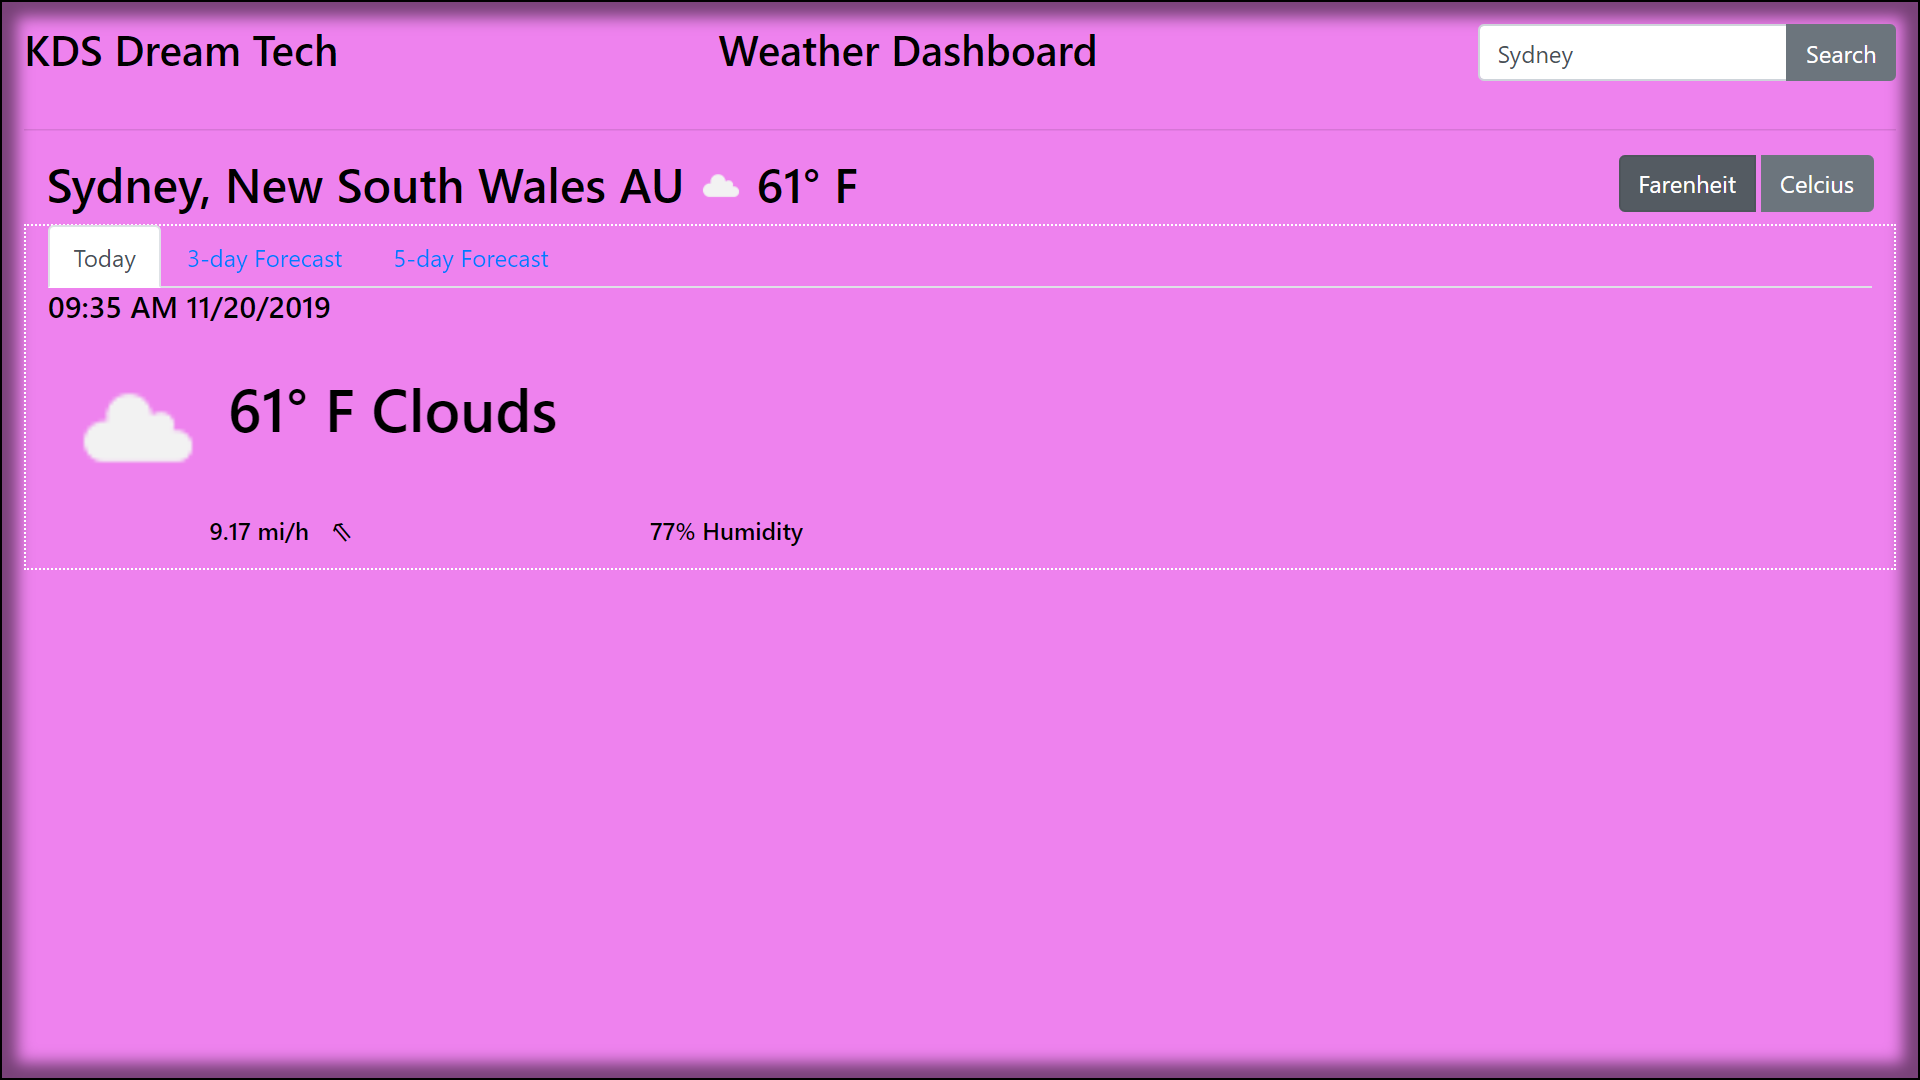 KDS Dream Tech
Weather Dashboard
Sydney
Search
Sydney, New South Wales AU 61° F
Farenheit
Celcius
Today
3-day Forecast
5-day Forecast
09:35 AM 11/20/2019
61° F Clouds
9.17 mi/h ⇖
77% Humidity